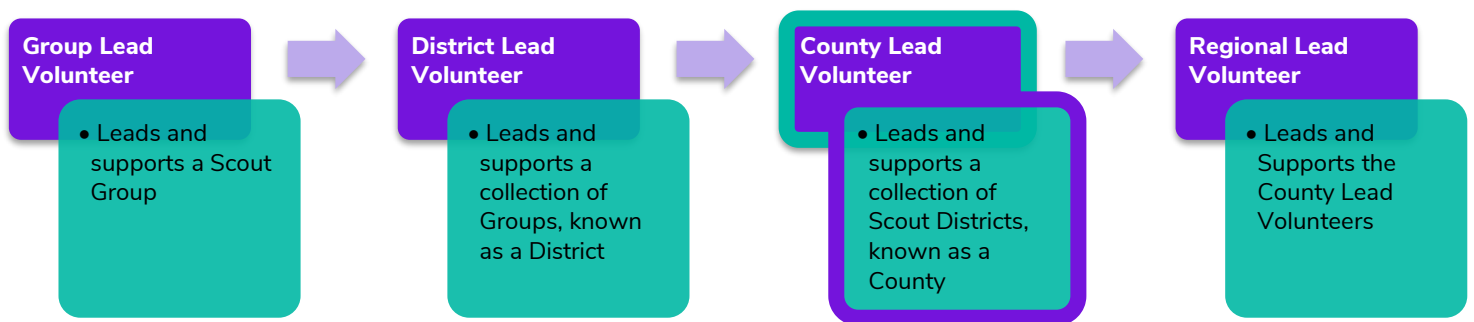 Group Lead
Volunteer
• Leads and
supports a Scout
Group
District Lead
Volunteer
• Leads and
supports a
collection of
Groups, known
as a District
County Lead
Volunteer
• Leads and
supports a
collection of
Scout Districts,
known as a
County
Regional Lead
Volunteer
• Leads and
Supports the
County Lead
Volunteers